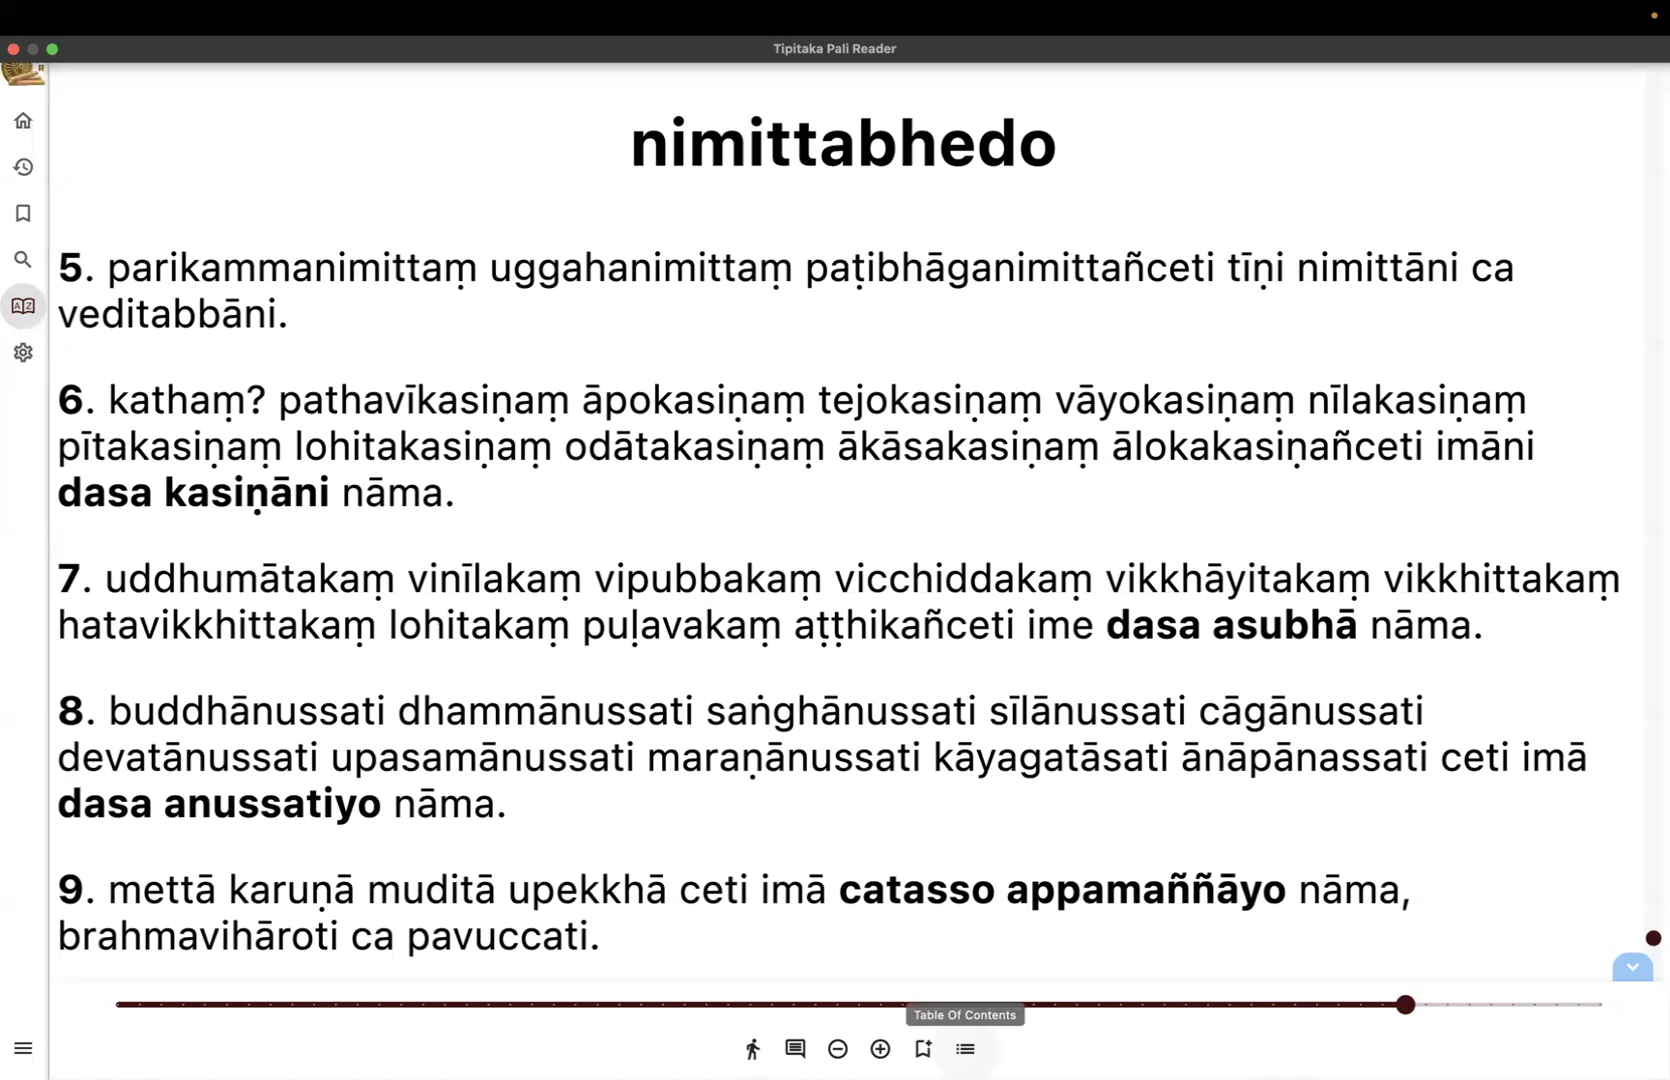 Tipitaka Pali Reader
nimittabhedo
5. parikammanimittaṃ uggahanimittaṃ paṭibhāganimittañceti tīṇi nimittāni ca
veditabbāni.
6. kathaṃ? pathavīkasiṇaṃ āpokasiṇaṃ tejokasiṇaṃ vāyokasiṇaṃ nīlakasiṇaṃ
pītakasiṇaṃ lohitakasiṇaṃ odātakasiṇaṃ ākāsakasiṇaṃ ālokakasiṇañceti imāni
dasa kasiṇāni nāma.
7. uddhumātakaṃ vinīlakaṃ vipubbakaṃ vicchiddakaṃ vikkhāyitakaṃ vikkhittakaṃ
hatavikkhittakaṃ lohitakaṃ puḷavakaṃ aṭṭhikañceti ime dasa asubhā nāma.
8. buddhānussati dhammānussati saṅghānussati sīlānussati cāgānussati
devatānussati upasamānussati maraṇānussati kāyagatāsati ānāpānassati ceti imā
dasa anussatiyo nāma.
9. mettā karuṇā muditā upekkhā ceti imā catasso appamaññāyo nāma,
brahmavihāroti ca pavuccati.
Table Of Contents